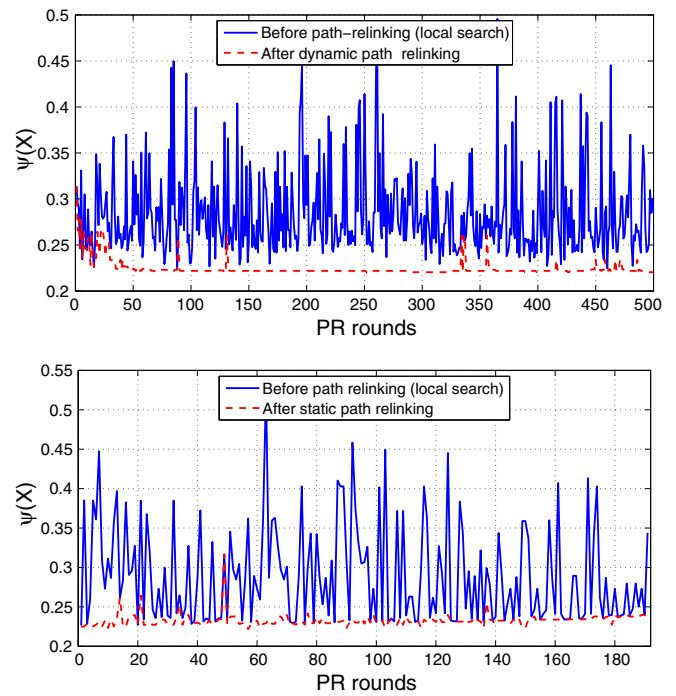 0.5
0.45
0.4
0.35
0.3
0.25
0.2
ψ(X)
Before path-relinking (local search)
After dynamic path relinking
0 50 100 150 200 250 300 350 400 450 500
PR rounds
0.55
0.5
0.45
0.4
0.35
0.3
0.25
0.2
ψ(X)
Before path relinking (local search)
After static path relinking
0 20 40 60 80 100 120 140 160 180
PR rounds